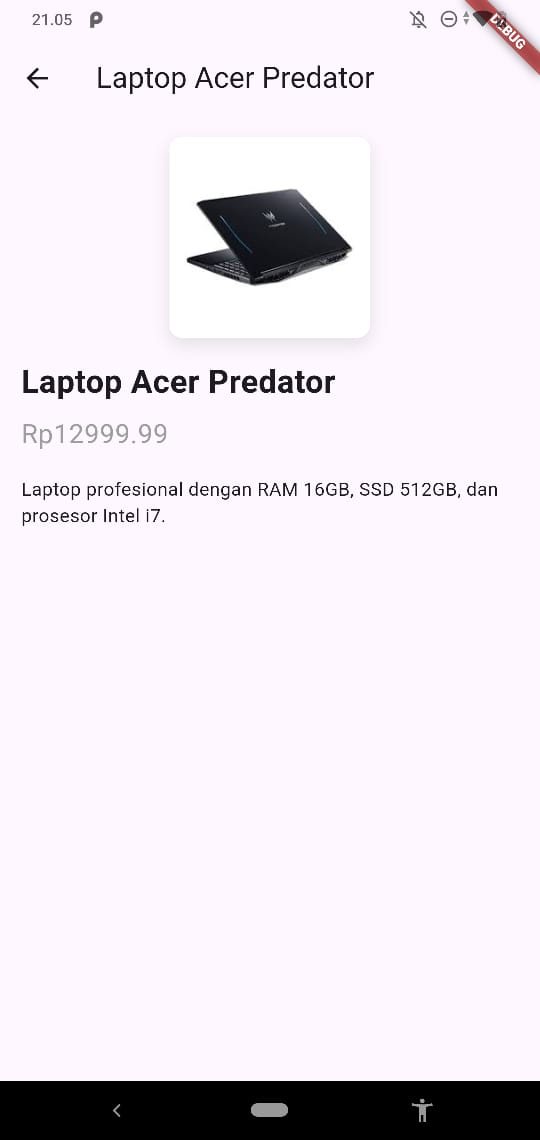 21.05
DEBUG
Laptop Acer Predator
Laptop Acer Predator
Rp12999.99
Laptop profesional dengan RAM 16GB, SSD 512GB, dan
prosesor Intel i7.